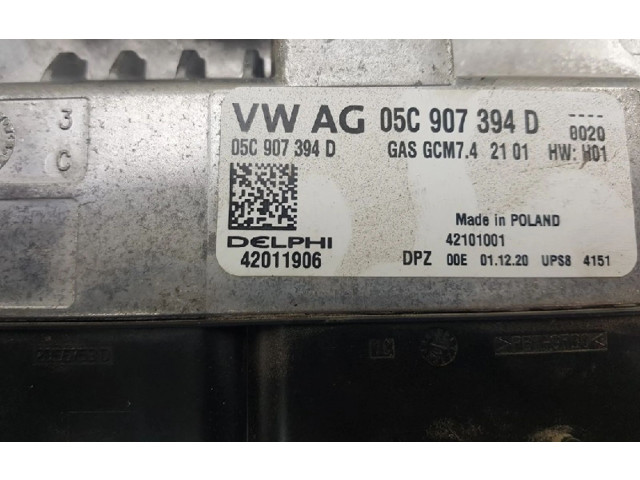 3
C
VW AG 05C 907 394 D ----
8020
05C 907 394 D GAS GCM7.4 21 01 HW: H01
Made in POLAND
DELPHI 42101001
42011906 DPZ 00E 01.12.20 UPS8 4151